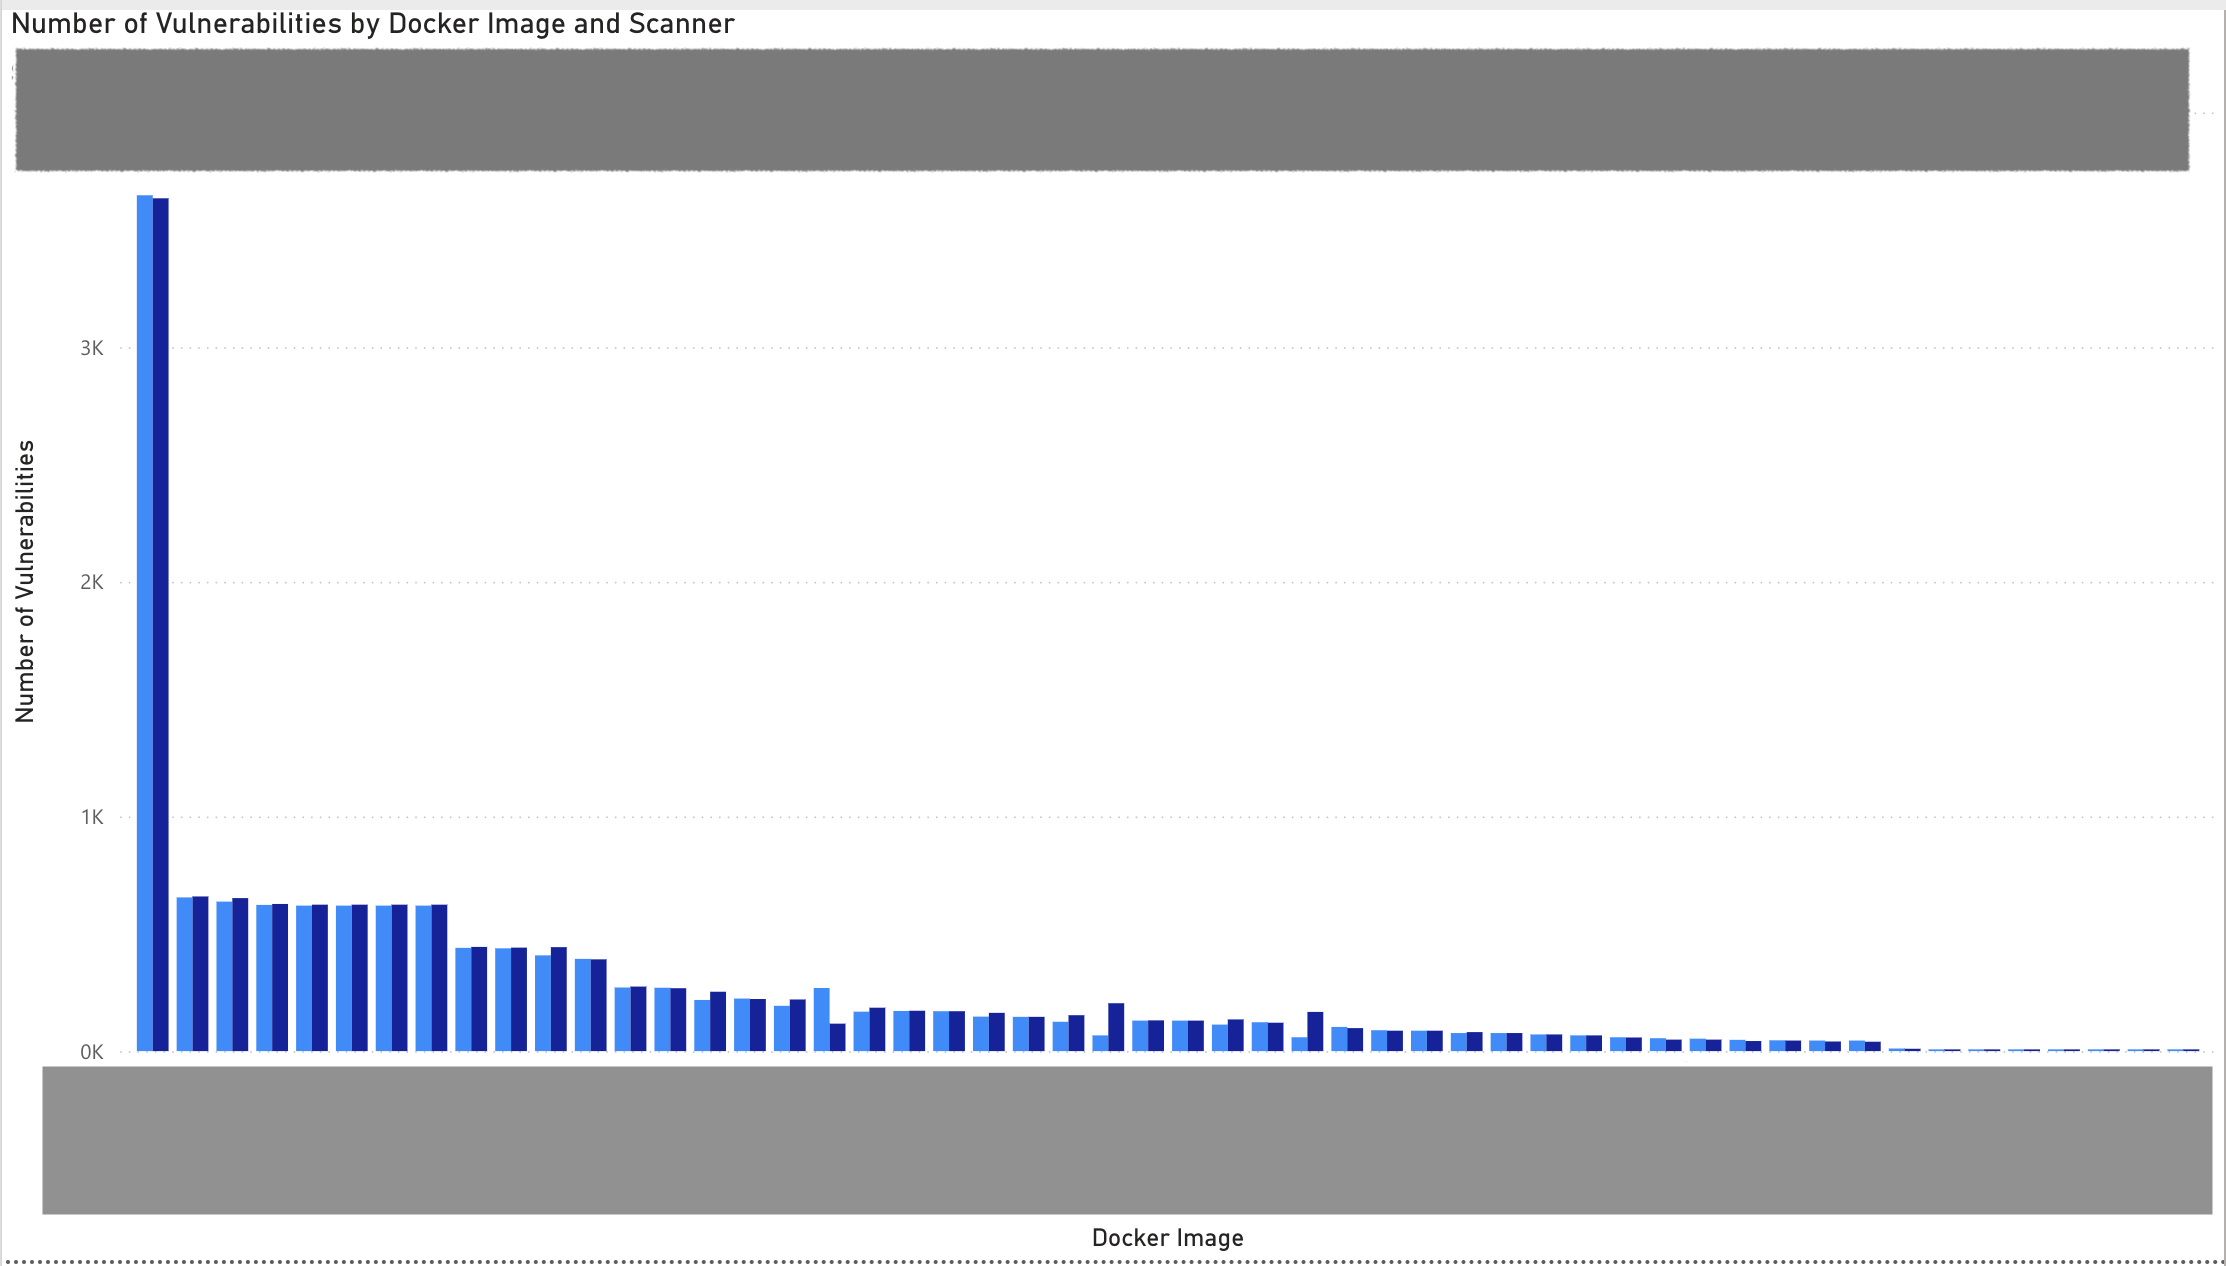 Number of Vulnerabilities by Docker Image and Scanner
3K
2K
1K
0K
Number of Vulnerabilities
Docker Image